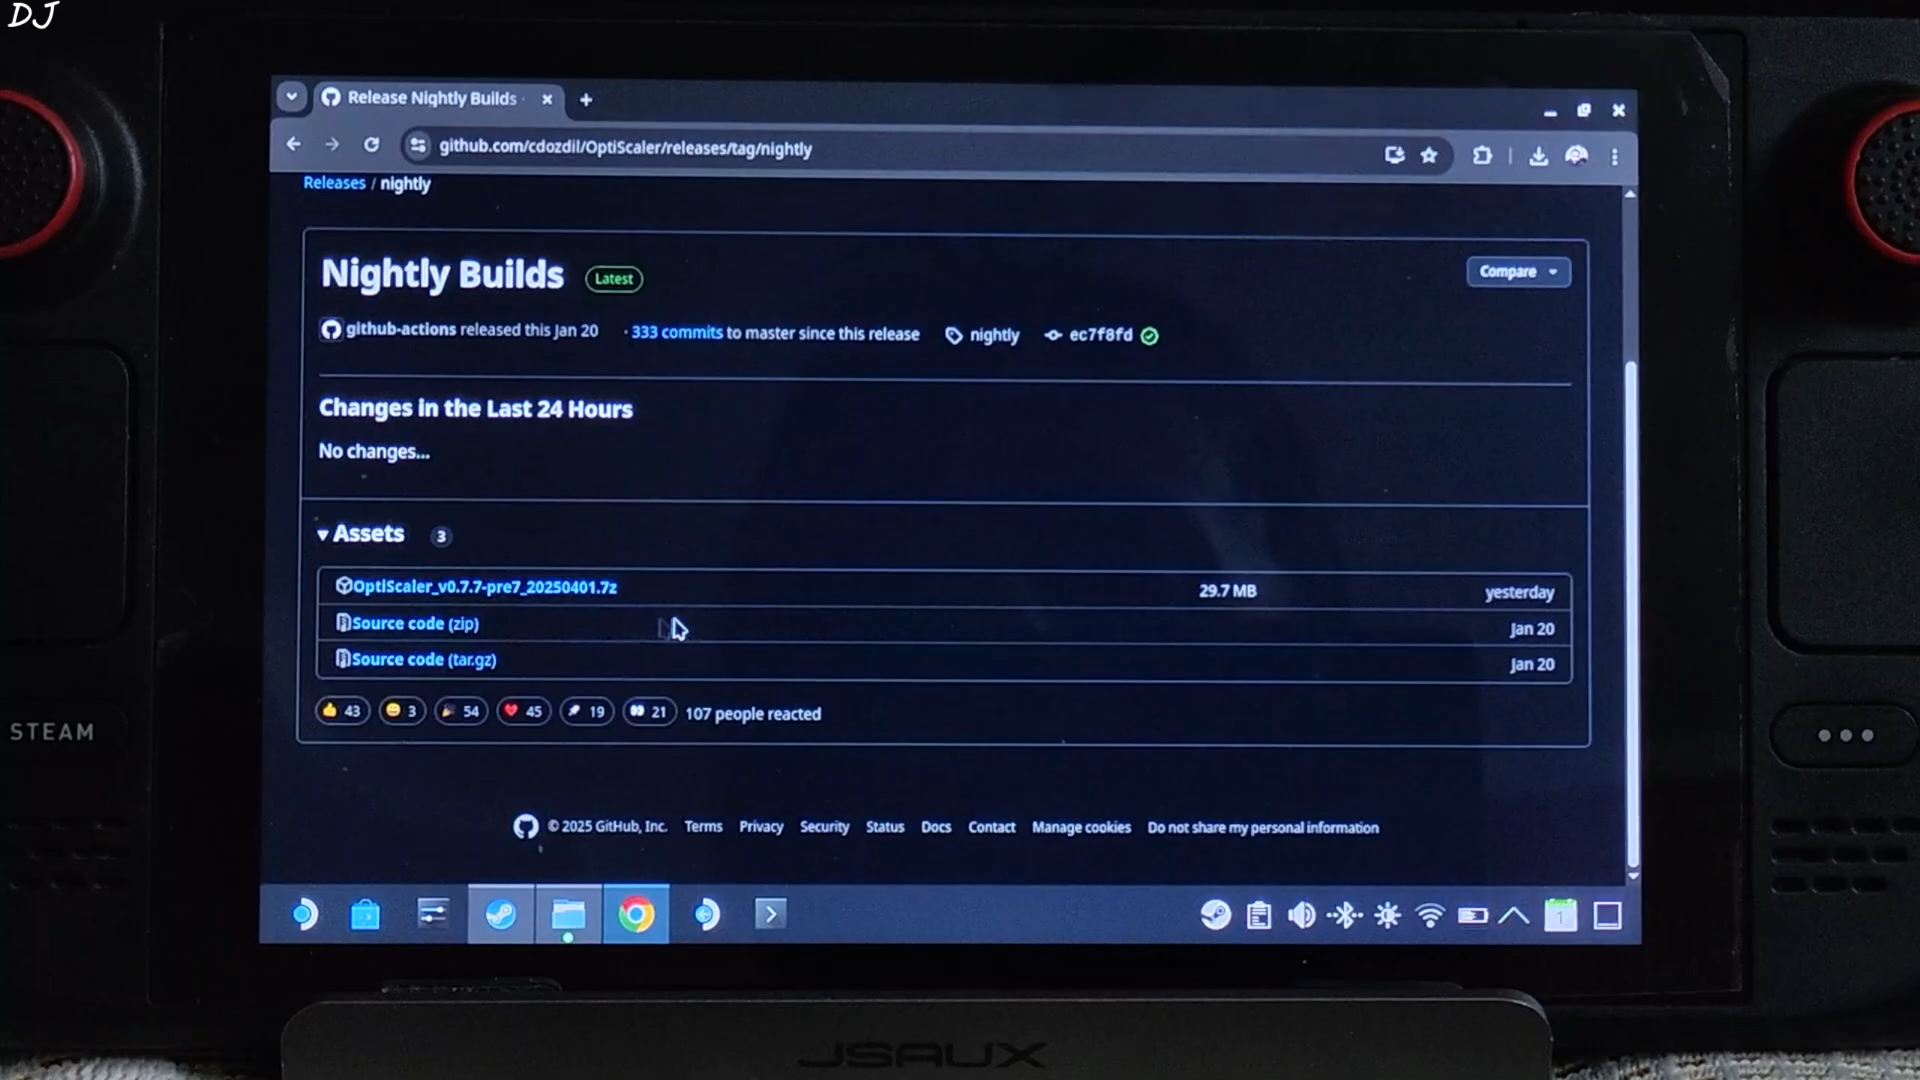 DJ
Release Nightly Builds
github.com/cdozdil/OptiScaler/releases/tag/nightly
Releases / nightly
Nightly Builds Latest
Compare
github-actions released this Jan 20 · 333 commits to master since this release nightly ec7f8fd
Changes in the Last 24 Hours
No changes...
Assets 3
OptiScaler_v0.7.7-pre7_20250401.7z 29.7 MB yesterday
Source code (zip) Jan 20
Source code (tar.gz) Jan 20
43 3 54 45 19 21 107 people reacted
STEAM
© 2025 GitHub, Inc. Terms Privacy Security Status Docs Contact Manage cookies Do not share my personal information
1
JSAUX